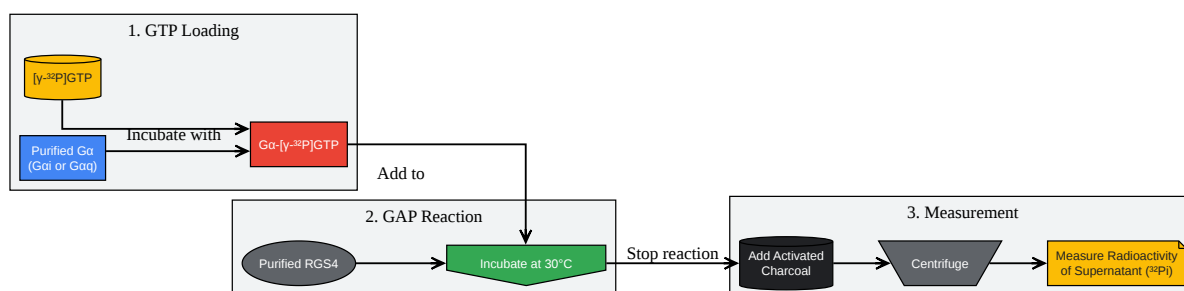 1. GTP Loading
[γ-³²P]GTP
Incubate with
Purified Gα
(Gαi or Gαq)
Gα-[γ-³²P]GTP
Add to
2. GAP Reaction
Purified RGS4
Incubate at 30°C
Stop reaction
3. Measurement
Add Activated
Charcoal
Centrifuge
Measure Radioactivity
of Supernatant (³²Pi)